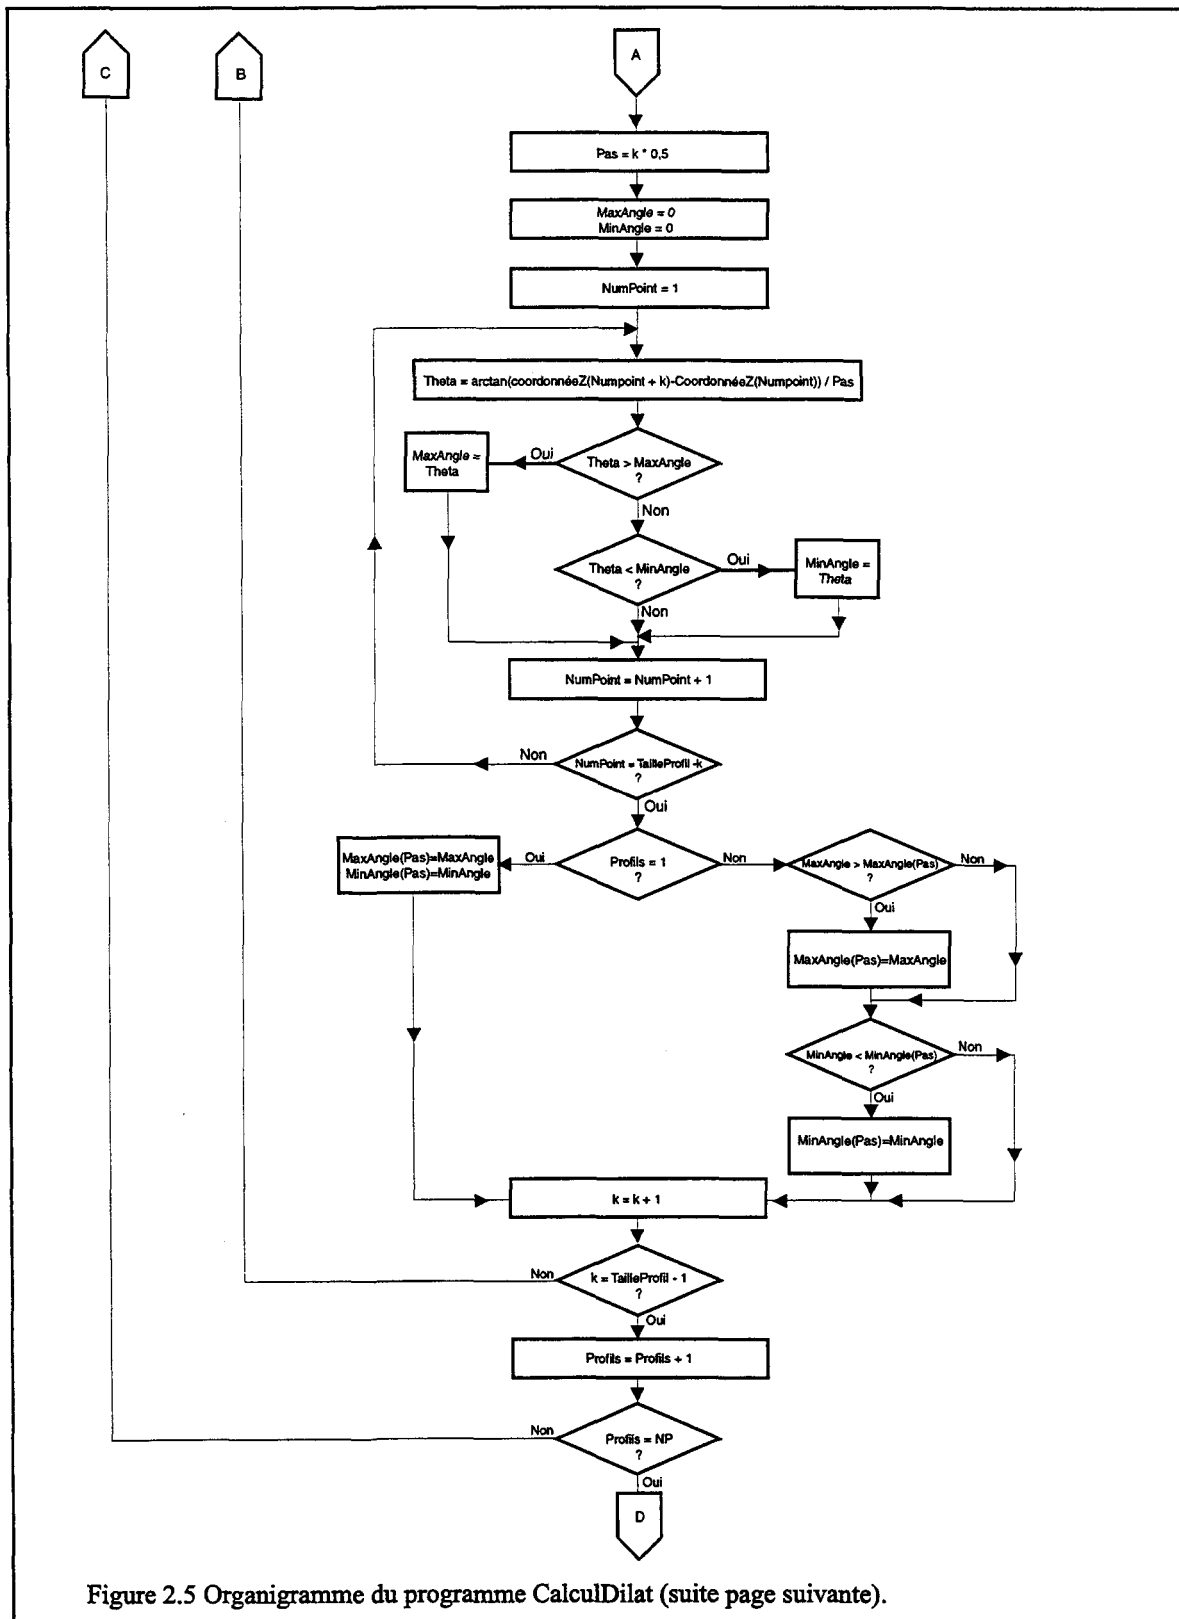 C
B
A
Pas = k * 0,5
MaxAngle = 0
MinAngle = 0
NumPoint = 1
Theta = arctan(coordonnéeZ(Numpoint + k)-CoordonnéeZ(Numpoint)) / Pas
MaxAngle =
Theta
Oui
Theta > MaxAngle
?
Non
Theta < MinAngle
?
Oui
MinAngle =
Theta
Non
NumPoint = NumPoint + 1
Non
NumPoint = TailleProfil -k
?
Oui
MaxAngle(Pas)=MaxAngle
MinAngle(Pas)=MinAngle
Oui
Profils = 1
?
Non
MaxAngle > MaxAngle(Pas)
?
Non
Oui
MaxAngle(Pas)=MaxAngle
MinAngle < MinAngle(Pas)
?
Non
Oui
MinAngle(Pas)=MinAngle
k = k + 1
Non
k = TailleProfil - 1
?
Oui
Profils = Profils + 1
Non
Profils = NP
?
Oui
D
Figure 2.5 Organigramme du programme CalculDilat (suite page suivante).